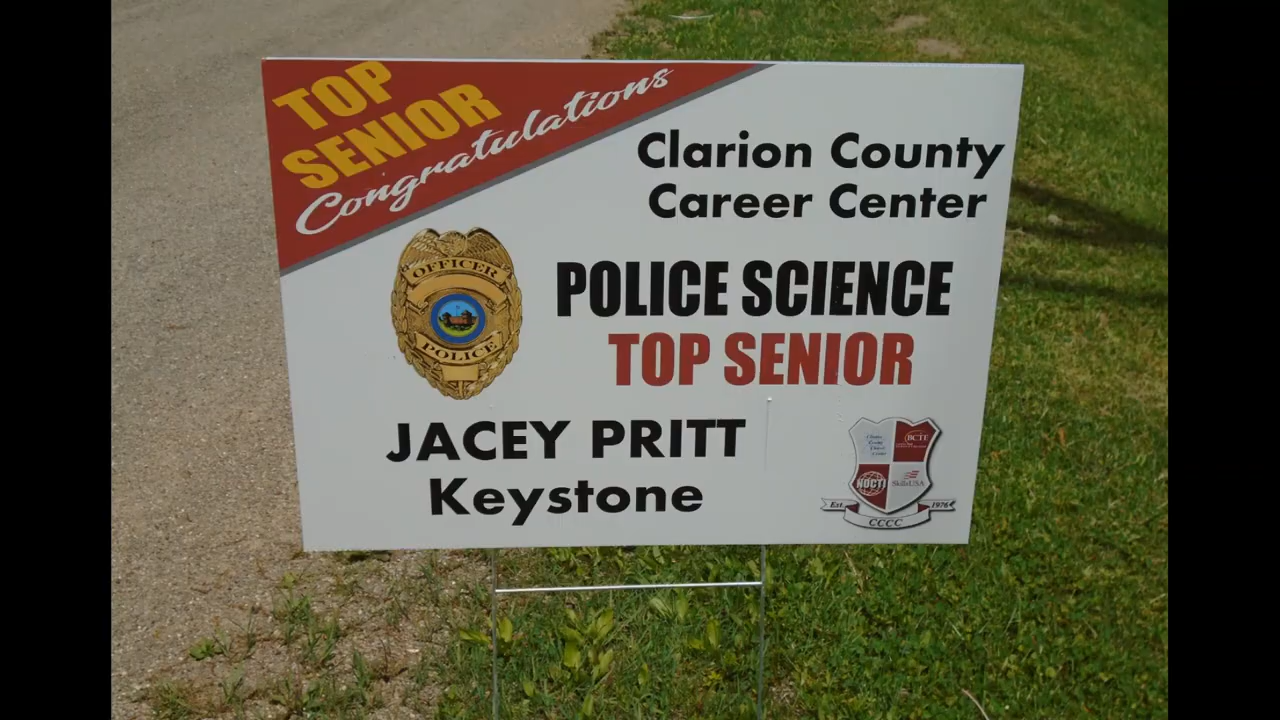 TOP
SENIOR
Congratulations
Clarion County
Career Center
OFFICER
POLICE
POLICE SCIENCE
TOP SENIOR
JACEY PRITT
Keystone
BCTE
NOCTI
SkillsUSA
Est. 1976
CCCC